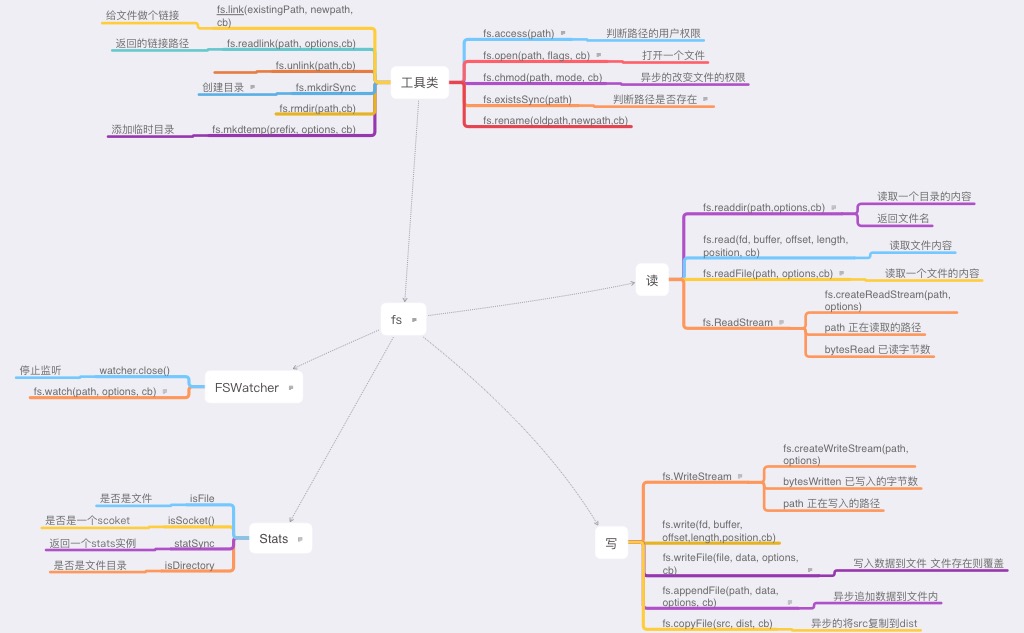 给文件做个链接
fs.link(existingPath, newpath,
cb)
返回的链接路径
fs.readlink(path, options,cb)
fs.unlink(path,cb)
创建目录
fs.mkdirSync
fs.rmdir(path,cb)
添加临时目录
fs.mkdtemp(prefix, options, cb)
工具类
fs.access(path)
判断路径的用户权限
fs.open(path, flags, cb)
打开一个文件
fs.chmod(path, mode, cb)
异步的改变文件的权限
fs.existsSync(path)
判断路径是否存在
fs.rename(oldpath,newpath,cb)
fs
读
fs.readdir(path,options,cb)
读取一个目录的内容
返回文件名
fs.read(fd, buffer, offset, length,
position, cb)
读取文件内容
fs.readFile(path, options,cb)
读取一个文件的内容
fs.ReadStream
fs.createReadStream(path,
options)
path 正在读取的路径
bytesRead 已读字节数
停止监听
watcher.close()
fs.watch(path, options, cb)
FSWatcher
是否是文件
isFile
是否是一个scoket
isSocket()
返回一个stats实例
statSync
是否是文件目录
isDirectory
Stats
写
fs.WriteStream
fs.createWriteStream(path,
options)
bytesWritten 已写入的字节数
path 正在写入的路径
fs.write(fd, buffer,
offset,length,position,cb)
fs.writeFile(file, data, options,
cb)
写入数据到文件 文件存在则覆盖
fs.appendFile(path, data,
options, cb)
异步追加数据到文件内
fs.copyFile(src, dist, cb)
异步的将src复制到dist